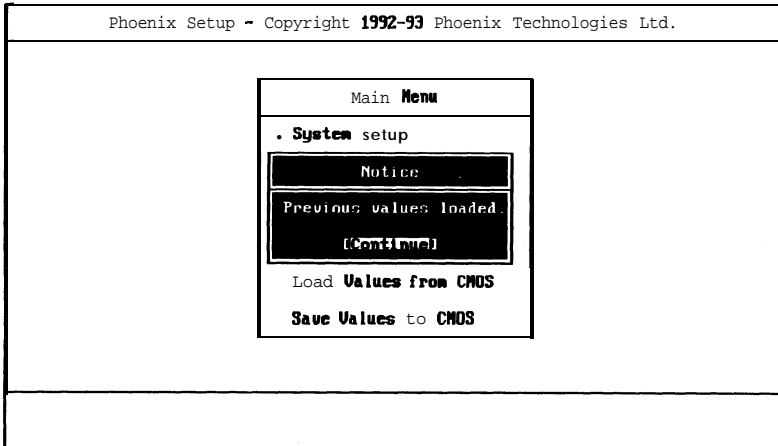 Phoenix Setup - Copyright 1992-93 Phoenix Technologies Ltd.
Main Menu
. System setup
Notice
Previous values loaded.
[Continue]
Load Values from CMOS
Save Values to CMOS